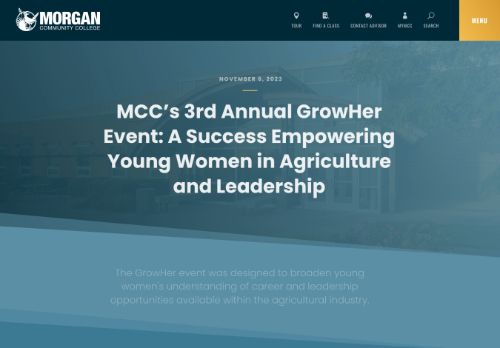 MORGAN
COMMUNITY COLLEGE
TOUR
FIND A CLASS
CONTACT ADVISOR
MYMCC
SEARCH
MENU
NOVEMBER 8, 2023
MCC's 3rd Annual GrowHer
Event: A Success Empowering
Young Women in Agriculture
and Leadership
The GrowHer event was designed to broaden young
women's understanding of career and leadership
opportunities available within the agricultural industry.